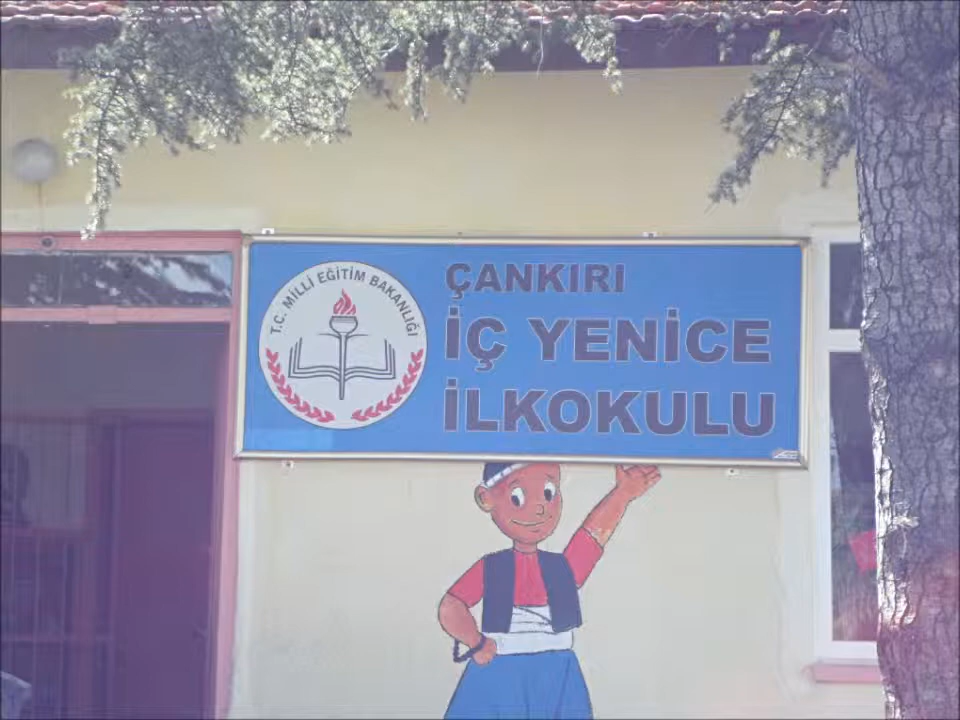 T.C. MİLLİ EĞİTİM BAKANLIĞI
ÇANKIRI
İÇ YENİCE
İLKOKULU